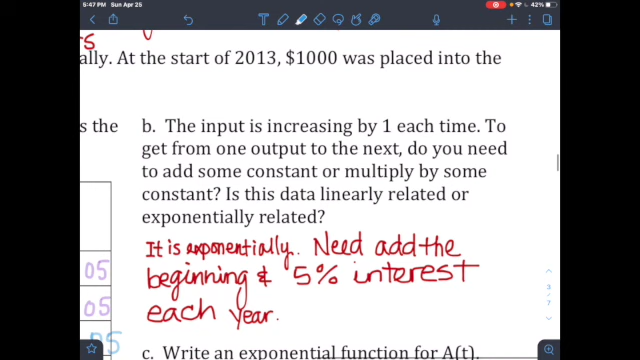 5:47 PM Sun Apr 25
42%
ally. At the start of 2013, $1000 was placed into the
s the
b. The input is increasing by 1 each time. To
get from one output to the next, do you need
to add some constant or multiply by some
constant? Is this data linearly related or
exponentially related?
It is exponentially. Need add the
beginning & 5% interest
each year.
05
05
05
3 / 7
c. Write an exponential function for A(t).